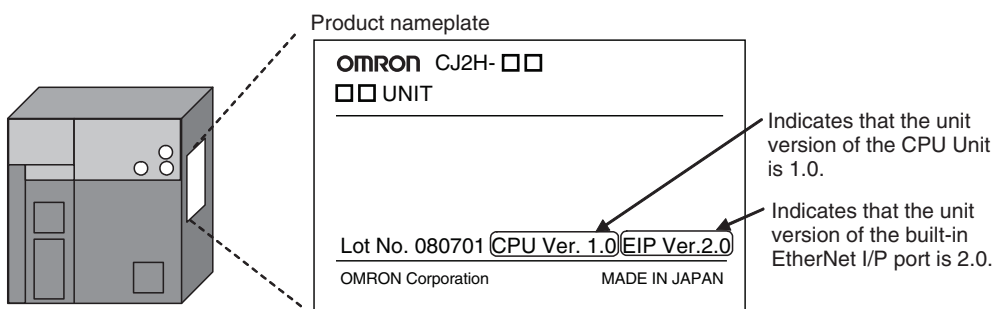 Product nameplate
OMRON CJ2H- □□
□□ UNIT
Indicates that the unit
version of the CPU Unit
is 1.0.
Lot No. 080701 CPU Ver. 1.0 EIP Ver.2.0
Indicates that the unit
version of the built-in
EtherNet I/P port is 2.0.
OMRON Corporation MADE IN JAPAN